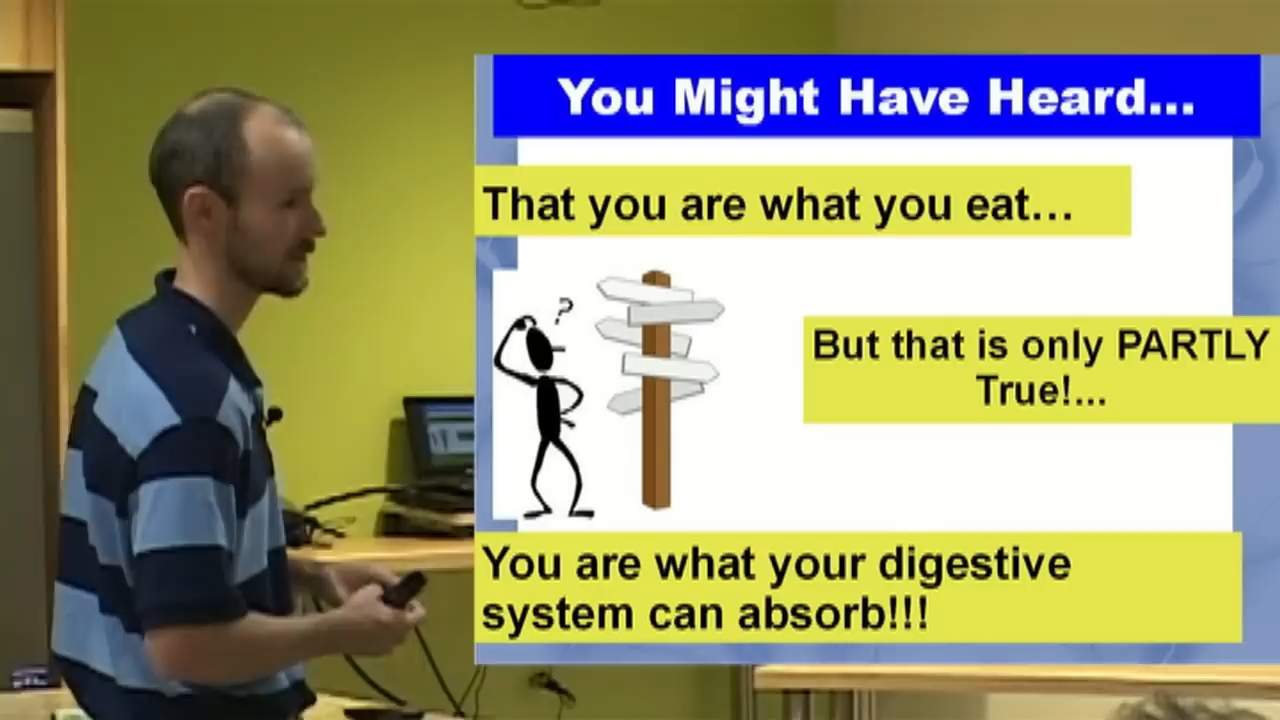 You Might Have Heard...
That you are what you eat...
?
But that is only PARTLY
True!...
You are what your digestive
system can absorb!!!